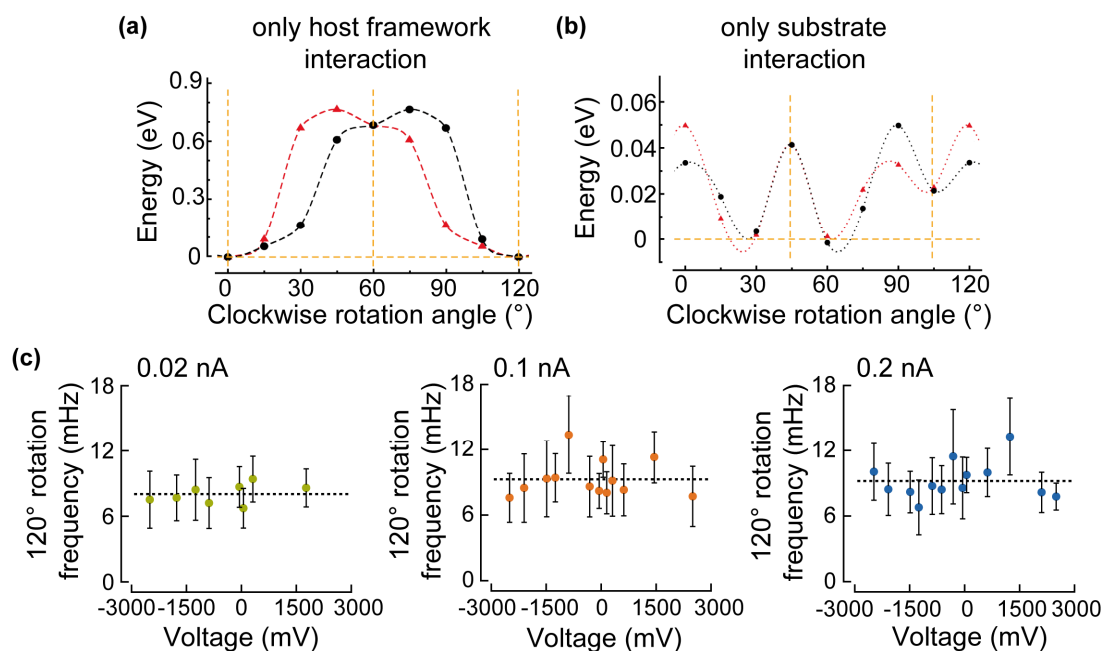 (a)
only host framework
interaction
Energy (eV)
0.9
0.6
0.3
0
0 30 60 90 120
Clockwise rotation angle (°)
(b)
only substrate
interaction
Energy (eV)
0.06
0.04
0.02
0
0 30 60 90 120
Clockwise rotation angle (°)
(c)
0.02 nA
120° rotation
frequency (mHz)
18
12
6
0
-3000 -1500 0 1500 3000
Voltage (mV)
0.1 nA
120° rotation
frequency (mHz)
18
12
6
0
-3000 -1500 0 1500 3000
Voltage (mV)
0.2 nA
120° rotation
frequency (mHz)
18
12
6
0
-3000 -1500 0 1500 3000
Voltage (mV)